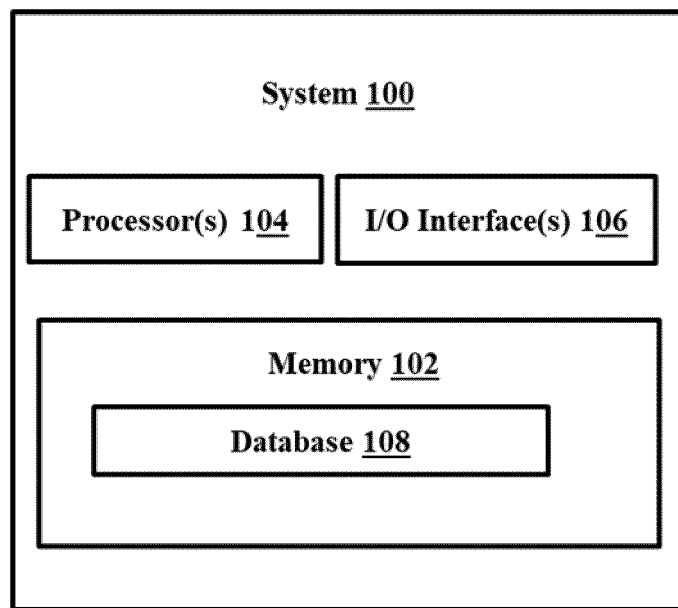 System 100
Processor(s) 104
I/O Interface(s) 106
Memory 102
Database 108